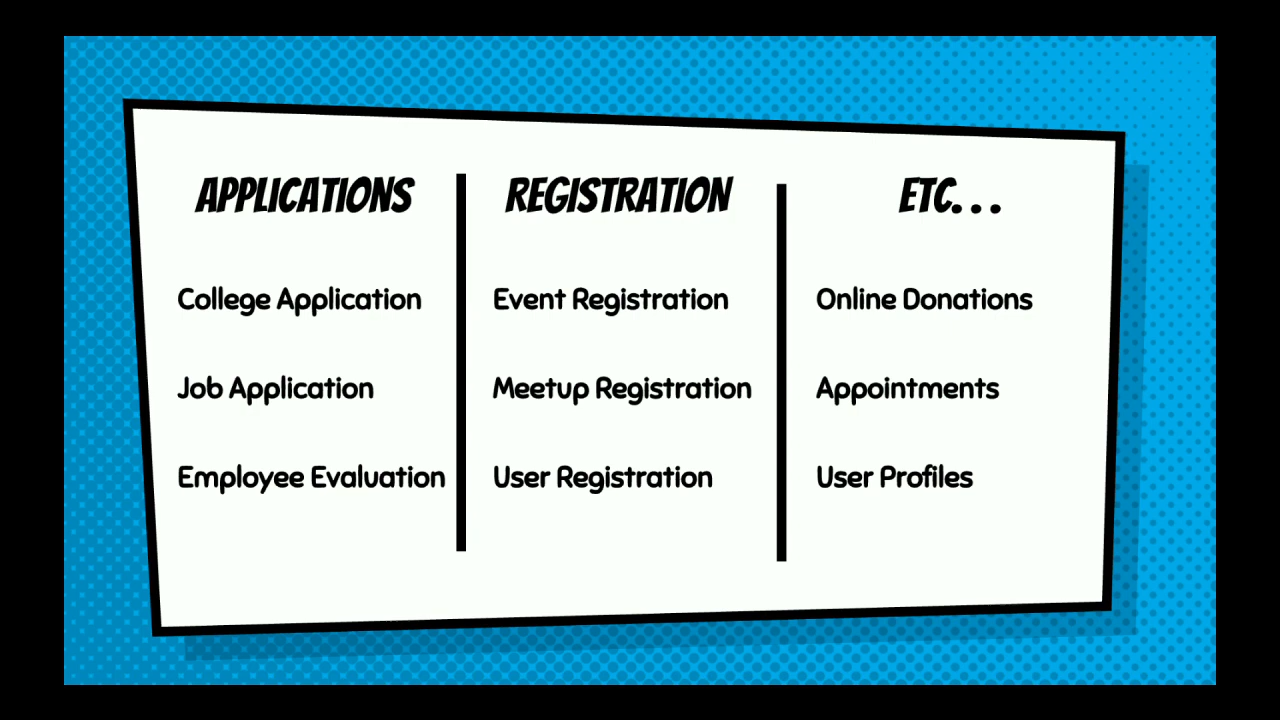 APPLICATIONS
College Application
Job Application
Employee Evaluation
REGISTRATION
Event Registration
Meetup Registration
User Registration
ETC...
Online Donations
Appointments
User Profiles